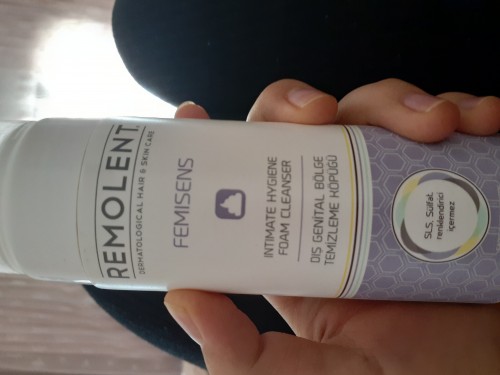 REMOLENT
DERMATOLOGICAL HAIR & SKIN CARE
FEMISENS
INTIMATE HYGIENE
FOAM CLEANSER
DIŞ GENİTAL BÖLGE
TEMİZLEME KÖPÜĞÜ
SLS, Sülfat,
renklendirici
içermez